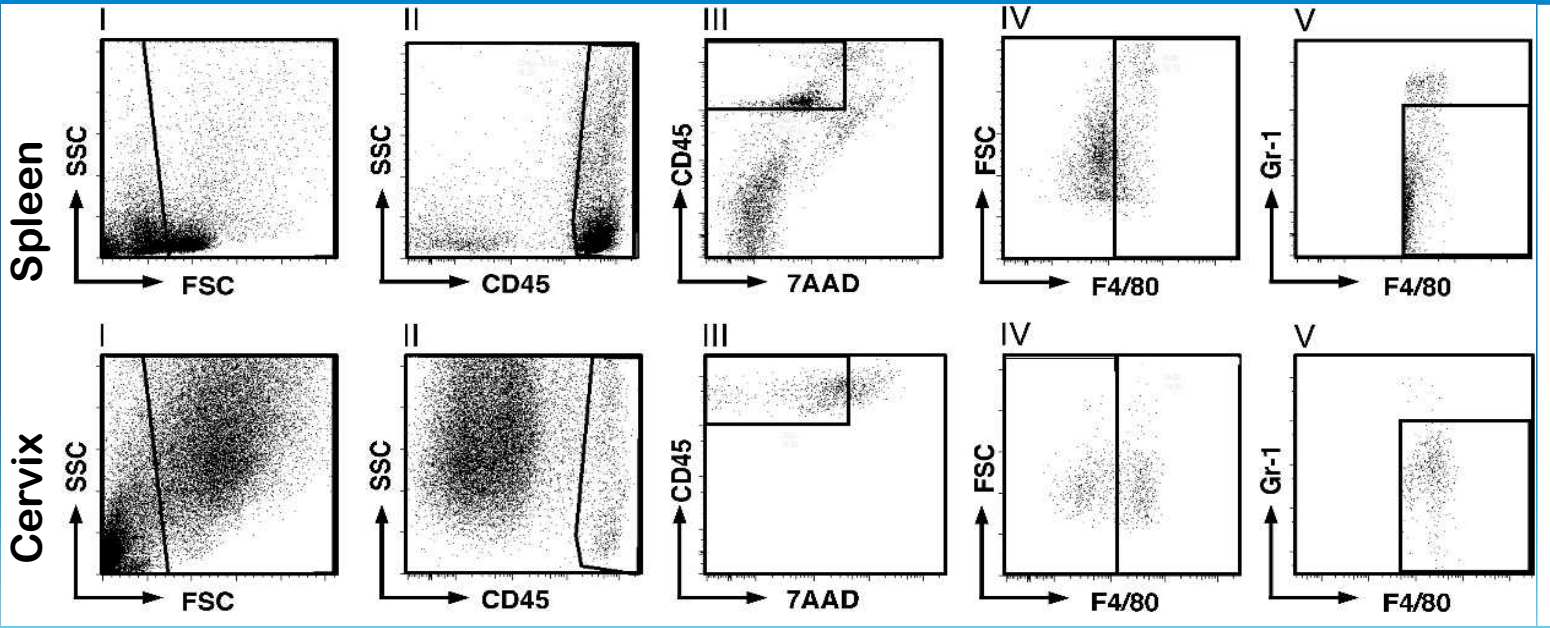 I II III IV V
Spleen
SSC FSC
SSC CD45
CD45 7AAD
FSC F4/80
Gr-1 F4/80
I II III IV V
Cervix
SSC FSC
SSC CD45
CD45 7AAD
FSC F4/80
Gr-1 F4/80